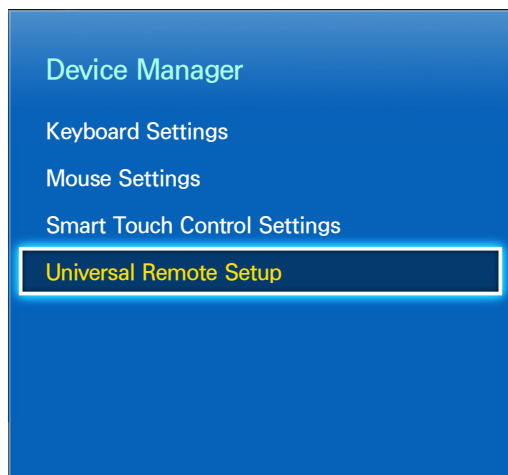 Device Manager
Keyboard Settings
Mouse Settings
Smart Touch Control Settings
Universal Remote Setup